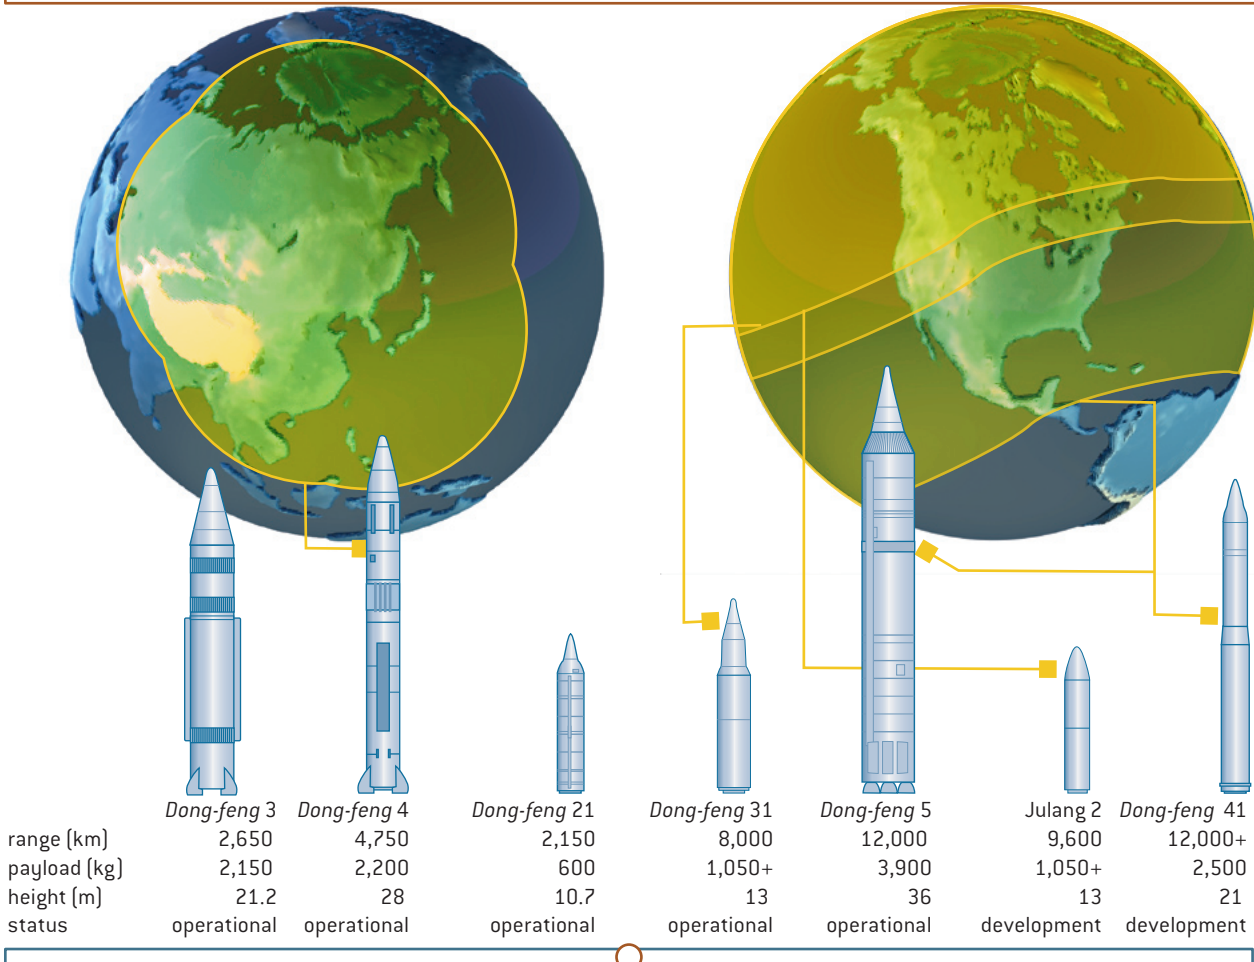 Dong-feng 3 Dong-feng 4 Dong-feng 21 Dong-feng 31 Dong-feng 5 Julang 2 Dong-feng 41
range (km) 2,650 4,750 2,150 8,000 12,000 9,600 12,000+
payload (kg) 2,150 2,200 600 1,050+ 3,900 1,050+ 2,500
height (m) 21.2 28 10.7 13 36 13 21
status operational operational operational operational operational development development